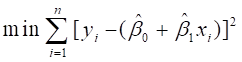 min ∑_{i=1}^{n} [y_i −(β̂_0 + β̂_1 x_i)]^2